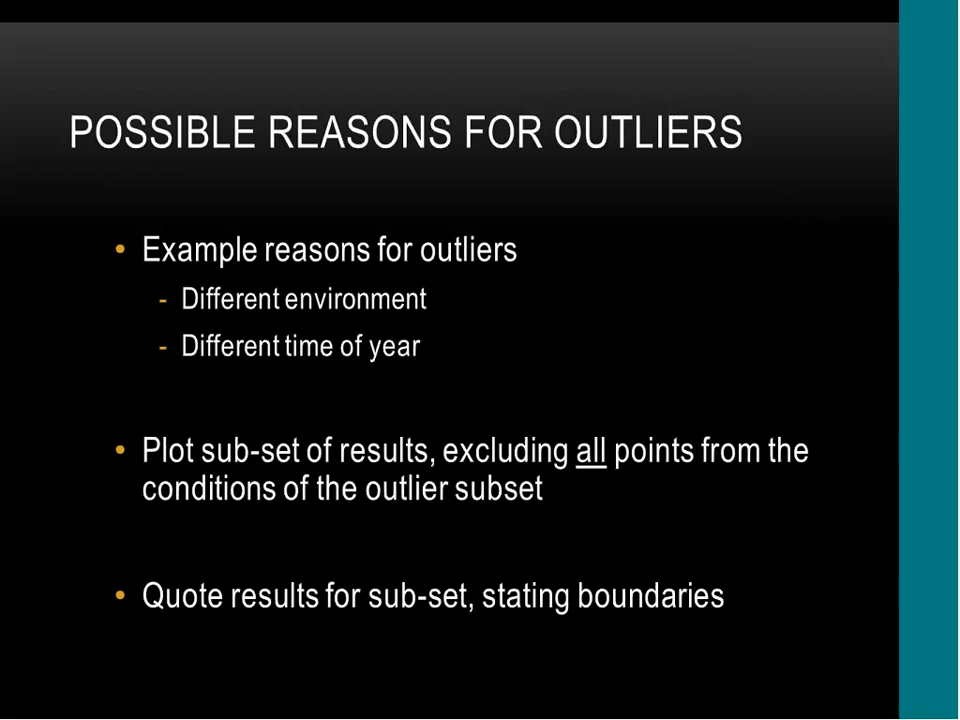 POSSIBLE REASONS FOR OUTLIERS
• Example reasons for outliers
- Different environment
- Different time of year
• Plot sub-set of results, excluding all points from the
conditions of the outlier subset
• Quote results for sub-set, stating boundaries